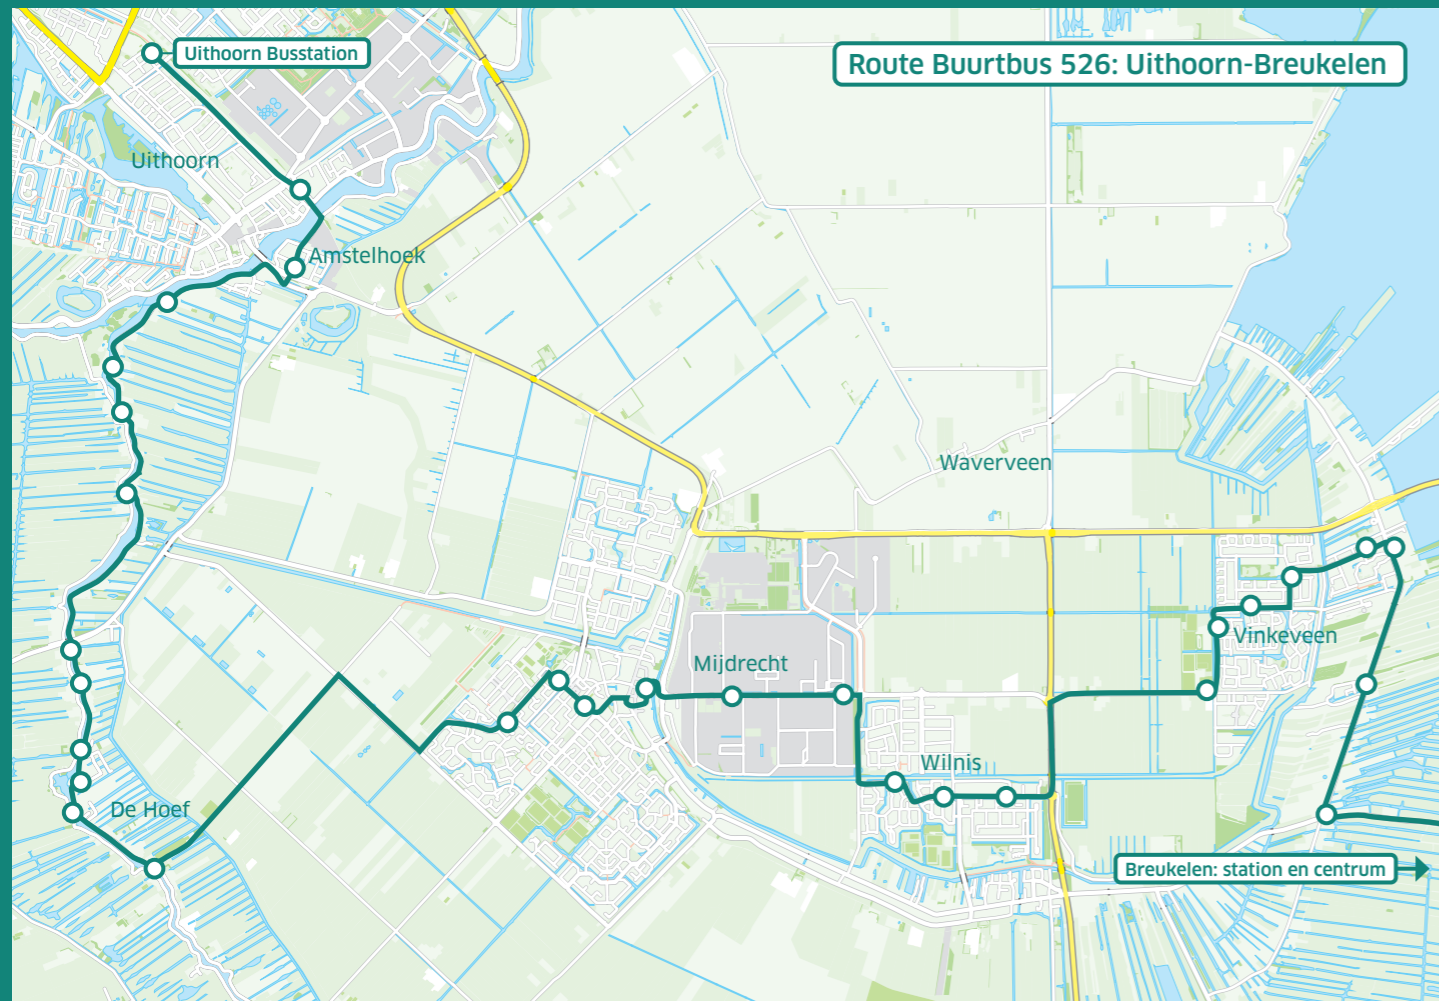 Uithoorn Busstation
Route Buurtbus 526: Uithoorn-Breukelen
Uithoorn
Amstelhoek
Waverveen
Vinkeveen
Mijdrecht
Wilnis
De Hoef
Breukelen: station en centrum